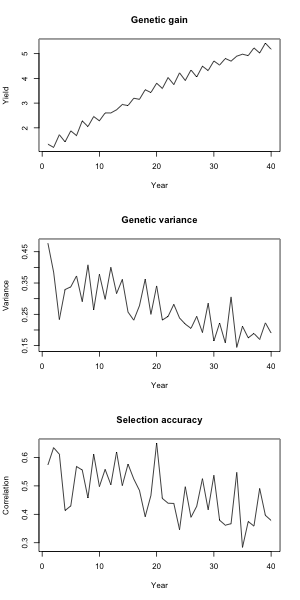 Genetic gain
5
4
3
2
Yield
0 10 20 30 40
Year
Genetic variance
0.45
0.35
0.25
0.15
Variance
0 10 20 30 40
Year
Selection accuracy
0.6
0.5
0.4
0.3
Correlation
0 10 20 30 40
Year